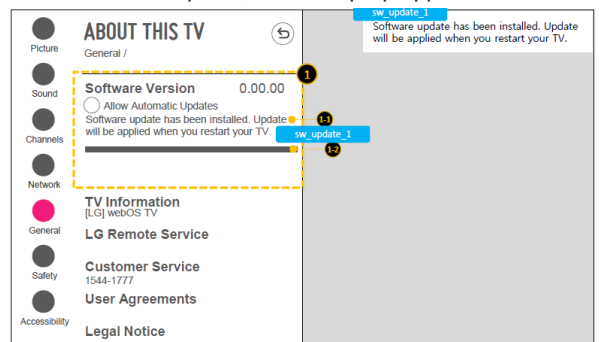 sw_update_1
Software update has been installed. Update
will be applied when you restart your TV.
ABOUT THIS TV
General /
Picture
Sound
Channels
Network
General
Safety
Accessibility
1
Software Version 0.00.00
Allow Automatic Updates
Software update has been installed. Update
will be applied when you restart your TV.
1-1
sw_update_1
1-2
TV Information
[LG] webOS TV
LG Remote Service
Customer Service
1544-1777
User Agreements
Legal Notice